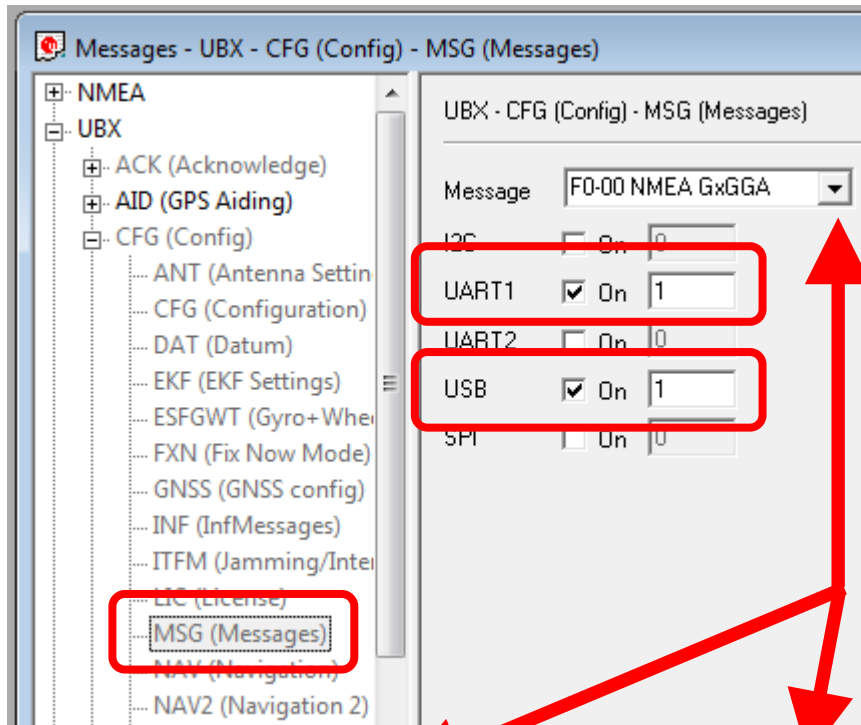 Messages - UBX - CFG (Config) - MSG (Messages)
NMEA
UBX
ACK (Acknowledge)
AID (GPS Aiding)
CFG (Config)
ANT (Antenna Settin
CFG (Configuration)
DAT (Datum)
EKF (EKF Settings)
ESFGWT (Gyro+Whe
FXN (Fix Now Mode)
GNSS (GNSS config)
INF (InfMessages)
ITFM (Jamming/Inte
LIC (License)
MSG (Messages)
NAV (Navigation)
NAV2 (Navigation 2)
UBX - CFG (Config) - MSG (Messages)
Message F0-00 NMEA GxGGA
I2C On 0
UART1 On 1
UART2 On 0
USB On 1
SPI On 0